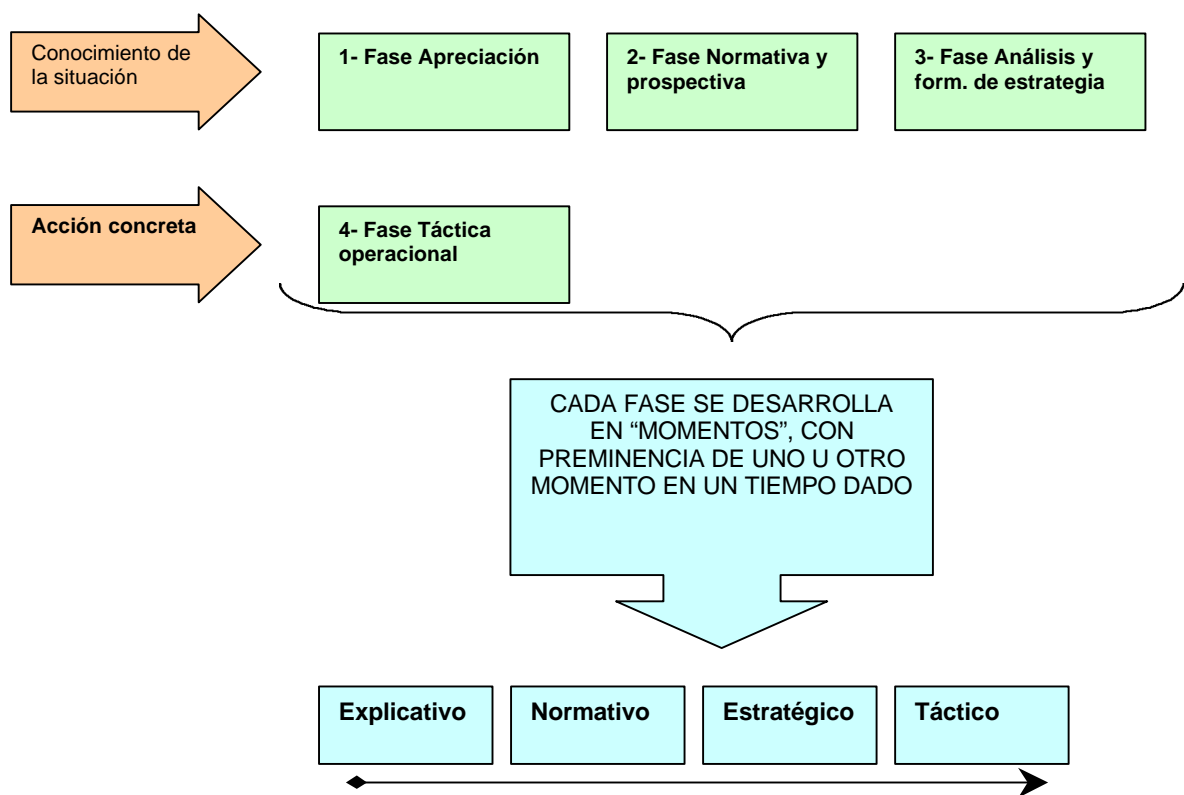 Conocimiento de
la situación
1- Fase Apreciación
2- Fase Normativa y
prospectiva
3- Fase Análisis y
form. de estrategia
Acción concreta
4- Fase Táctica
operacional
CADA FASE SE DESARROLLA
EN “MOMENTOS”, CON
PREMINENCIA DE UNO U OTRO
MOMENTO EN UN TIEMPO DADO
Explicativo
Normativo
Estratégico
Táctico